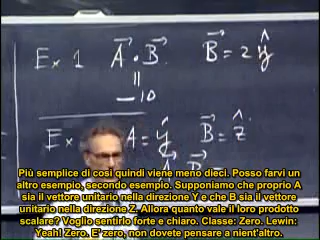 Ex 1 A⃗ • B⃗ B⃗ = 2 ŷ
||
-10
Ex A⃗ = ŷ B⃗ = ẑ
A⃗ B⃗ =
Più semplice di così quindi viene meno dieci. Posso farvi un
altro esempio, secondo esempio. Supponiamo che proprio A
sia il vettore unitario nella direzione Y e che B sia il vettore
unitario nella direzione Z. Allora quanto vale il loro prodotto
scalare? Voglio sentirlo forte e chiaro. Classe: Zero. Lewin:
Yeah! Zero. E' zero, non dovete pensare a nient'altro.